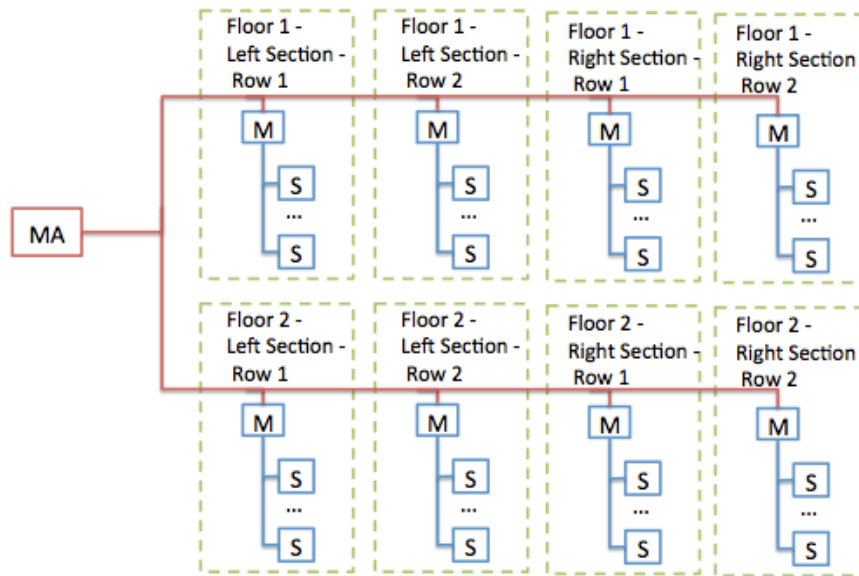 Floor 1 -
Left Section -
Row 1
Floor 1 -
Left Section -
Row 2
Floor 1 -
Right Section -
Row 1
Floor 1 -
Right Section
Row 2
M
M
M
M
S
S
S
S
...
...
...
...
S
S
S
S
MA
Floor 2 -
Left Section -
Row 1
Floor 2 -
Left Section -
Row 2
Floor 2 -
Right Section -
Row 1
Floor 2 -
Right Section
Row 2
M
M
M
M
S
S
S
S
...
...
...
...
S
S
S
S